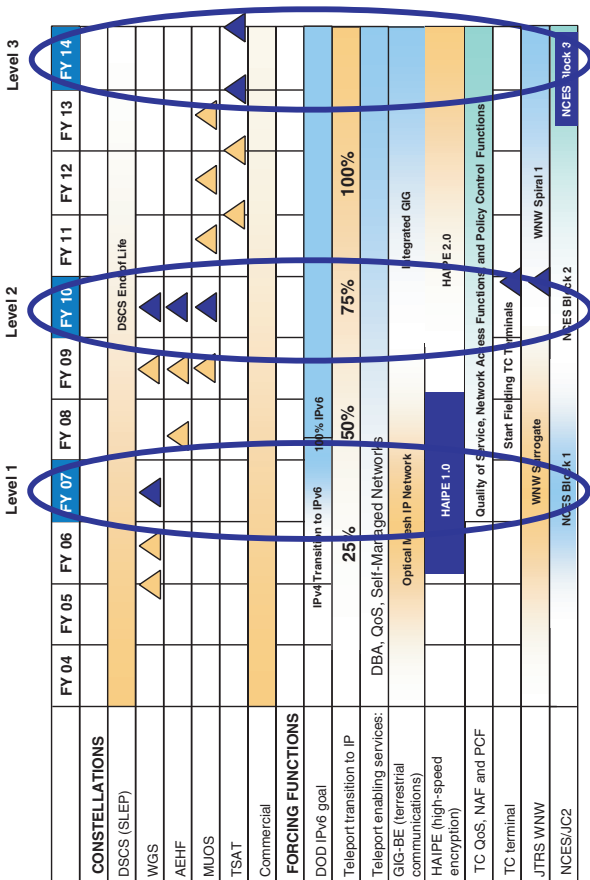 Level 1
Level 2
Level 3
FY 04 FY 05 FY 06 FY 07 FY 08 FY 09 FY 10 FY 11 FY 12 FY 13 FY 14
CONSTELLATIONS
DSCS (SLEP) DSCS End of Life
WGS
AEHF
MUOS
TSAT
Commercial
FORCING FUNCTIONS
DOD IPv6 goal IPv4 Transition to IPv6 100% IPv6
Teleport transition to IP 25% 50% 75% 100%
Teleport enabling services: DBA, QoS, Self-Managed Networks
GIG-BE (terrestrial
communications) Optical Mesh IP Network Integrated GIG
HAIPE (high-speed
encryption) HAIPE 1.0 HAIPE 2.0
TC QoS, NAF and PCF Quality of Service, Network Access Functions, and Policy Control Functions
TC terminal Start Fielding TC Terminals
JTRS WNW WNW Surrogate WNW Spiral 1
NCES/JC2 NCES Block 1 NCES Block 2 NCES Block 3